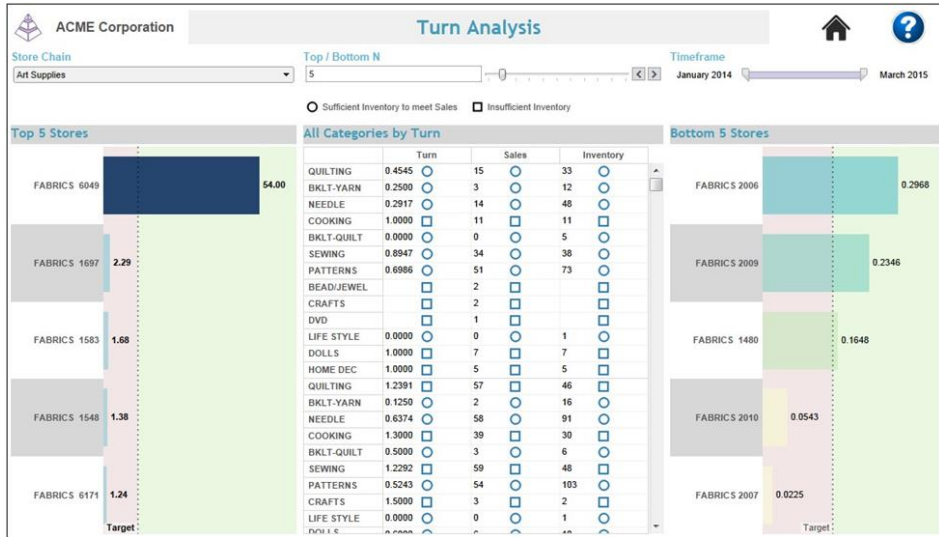 ACME Corporation
Turn Analysis
?
Store Chain
Art Supplies
Top / Bottom N
5
< >
Timeframe
January 2014 March 2015
Sufficient Inventory to meet Sales Insufficient Inventory
Top 5 Stores
FABRICS 6049 54.00
FABRICS 1697 2.29
FABRICS 1583 1.68
FABRICS 1548 1.38
FABRICS 6171 1.24
Target
All Categories by Turn
Turn Sales Inventory
QUILTING 0.4545 15 33
BKLT-YARN 0.2500 3 12
NEEDLE 0.2917 14 48
COOKING 1.0000 11 11
BKLT-QUILT 0.0000 0 5
SEWING 0.8947 34 38
PATTERNS 0.6986 51 73
BEAD/JEWEL 2
CRAFTS 2
DVD 1
LIFE STYLE 0.0000 0 1
DOLLS 1.0000 7 7
HOME DEC 1.0000 5 5
QUILTING 1.2391 57 46
BKLT-YARN 0.1250 2 16
NEEDLE 0.6374 58 91
COOKING 1.3000 39 30
BKLT-QUILT 0.5000 3 6
SEWING 1.2292 59 48
PATTERNS 0.5243 54 103
CRAFTS 1.5000 3 2
LIFE STYLE 0.0000 0 1
DOLLS
Bottom 5 Stores
FABRICS 2006 0.2968
FABRICS 2009 0.2346
FABRICS 1480 0.1648
FABRICS 2010 0.0543
FABRICS 2007 0.0225
Target